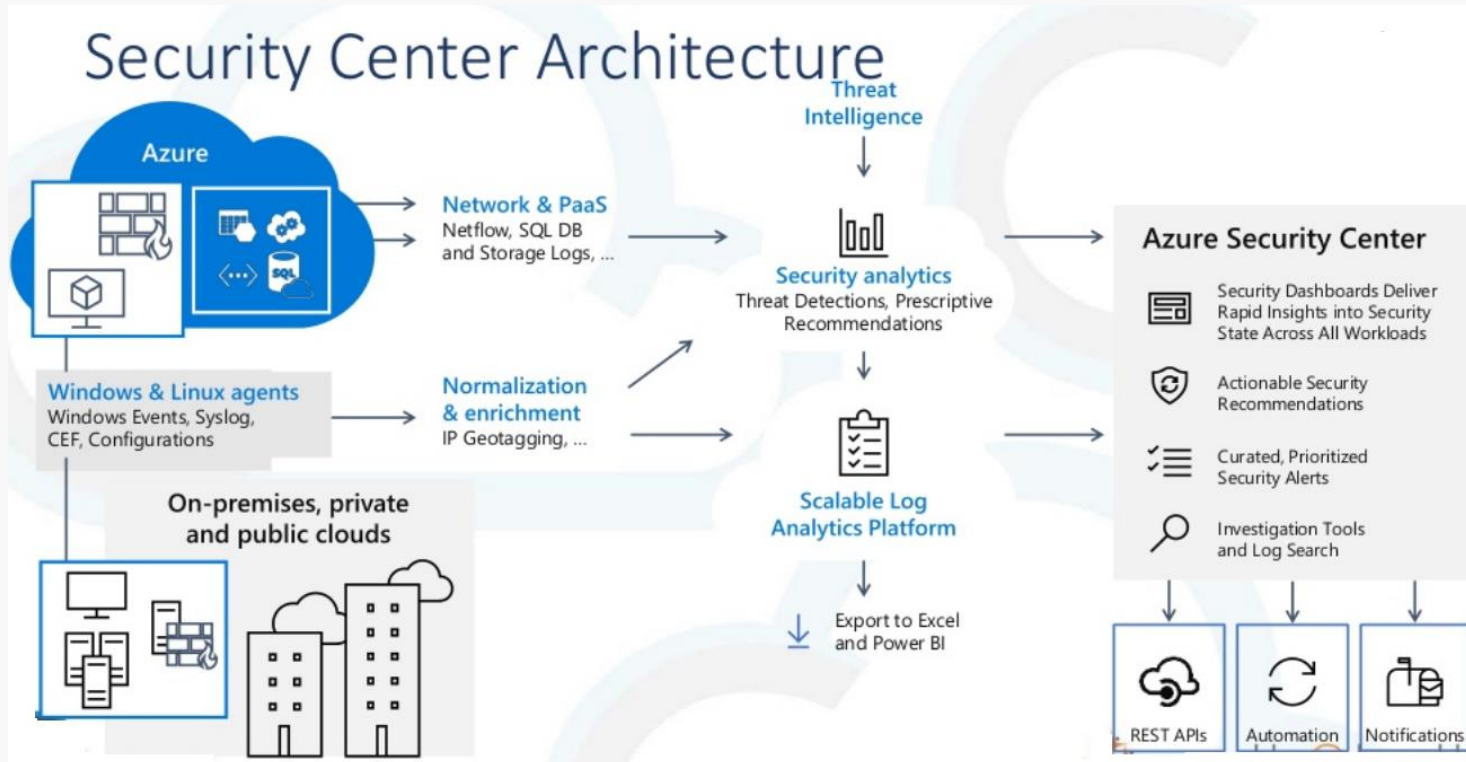 Security Center Architecture
Threat
Intelligence
Azure
SQL
Network & PaaS
Netflow, SQL DB
and Storage Logs, ...
Security analytics
Threat Detections, Prescriptive
Recommendations
Windows & Linux agents
Windows Events, Syslog,
CEF, Configurations
Normalization
& enrichment
IP Geotagging, ...
Scalable Log
Analytics Platform
Export to Excel
and Power BI
On-premises, private
and public clouds
Azure Security Center
Security Dashboards Deliver
Rapid Insights into Security
State Across All Workloads
Actionable Security
Recommendations
Curated, Prioritized
Security Alerts
Investigation Tools
and Log Search
REST APIs
Automation
Notifications